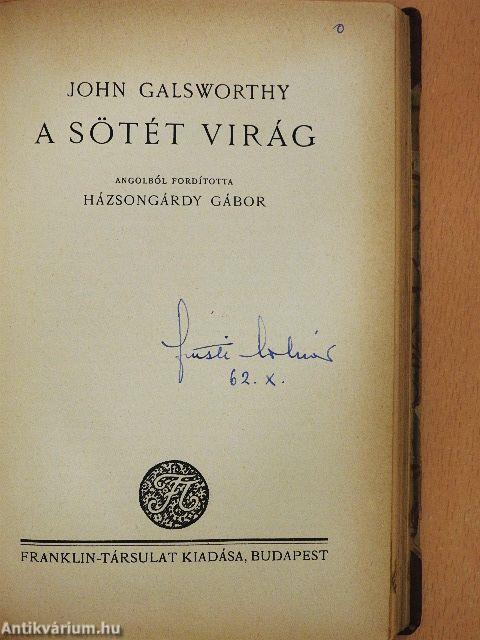 JOHN GALSWORTHY
A SÖTÉT VIRÁG
ANGOLBÓL FORDÍTOTTA
HÁZSONGÁRDY GÁBOR
62. X.
FRANKLIN-TÁRSULAT KIADÁSA, BUDAPEST
Antikvárium.hu